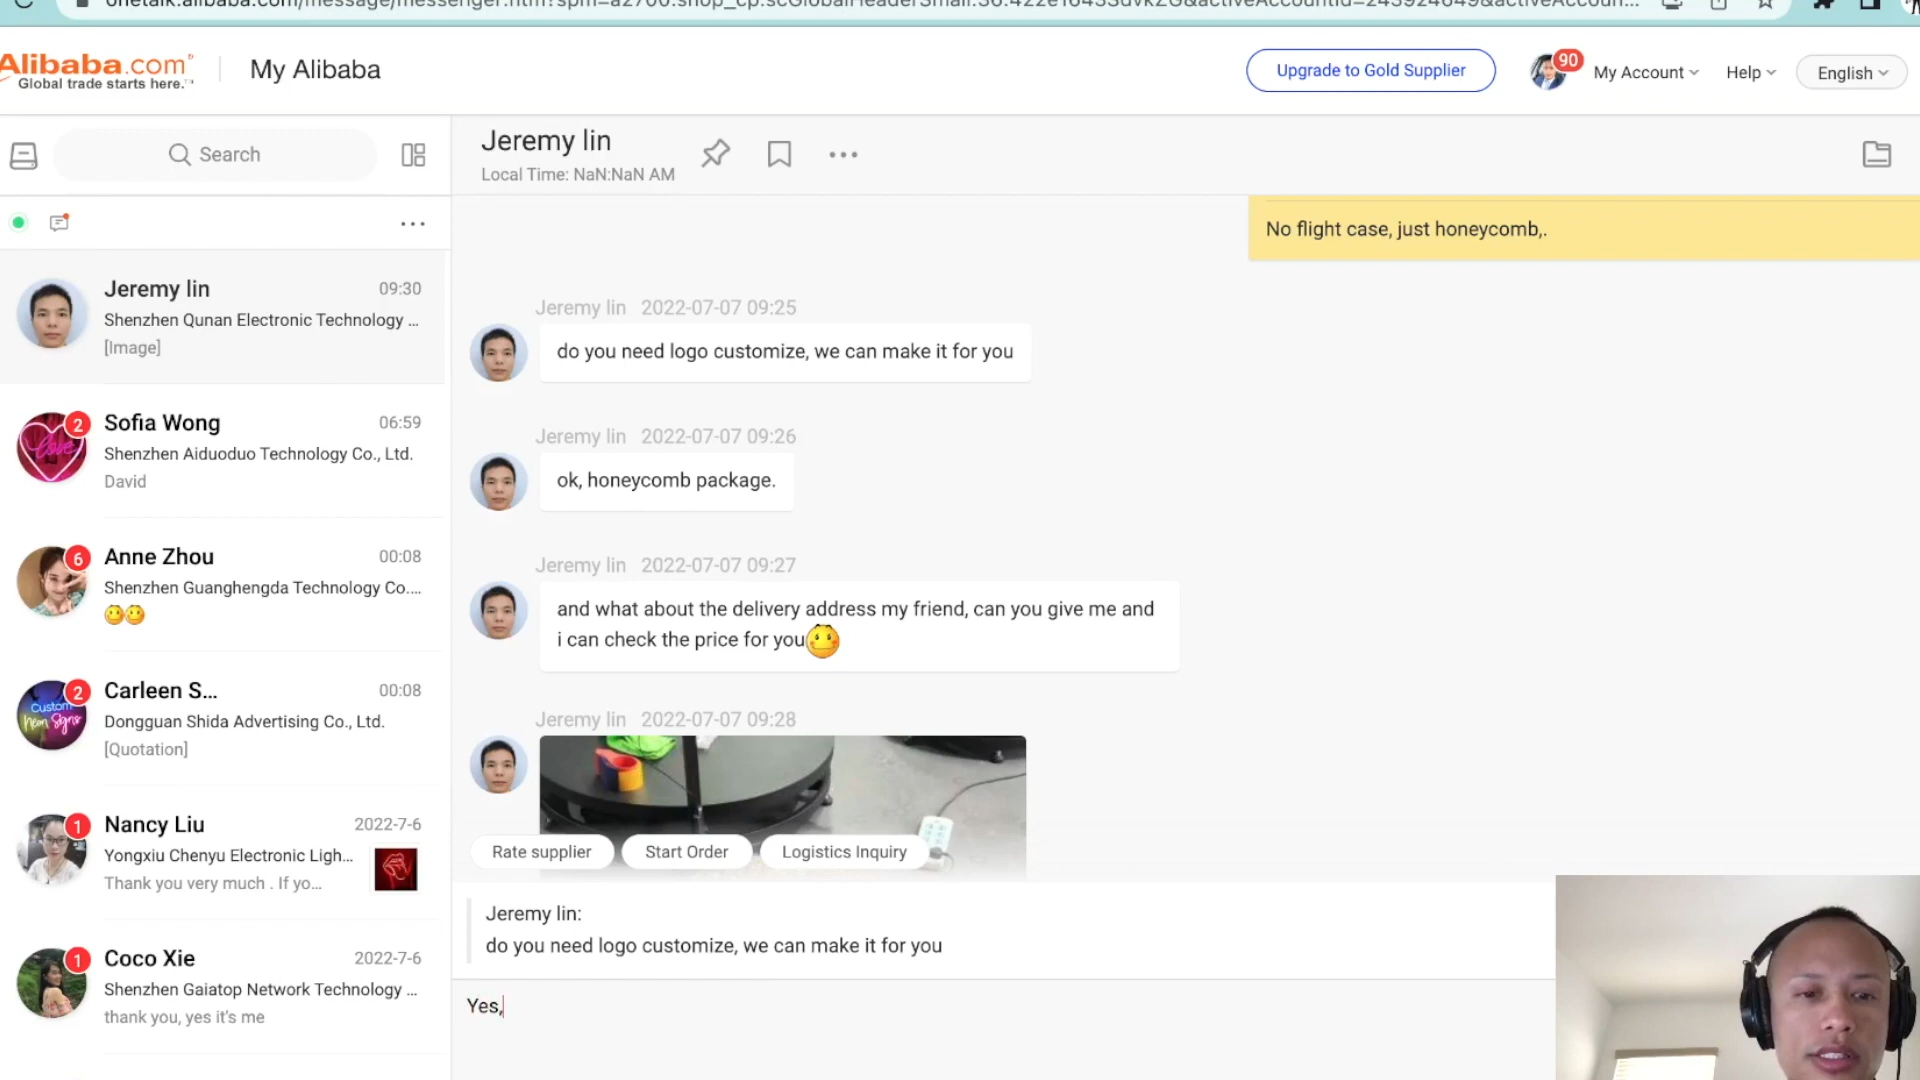 Alibaba.com
Global trade starts here.™
My Alibaba
Upgrade to Gold Supplier
90
My Account
Help
English
Search
Jeremy lin
Local Time: NaN:NaN AM
No flight case, just honeycomb,.
Jeremy lin 09:30
Shenzhen Qunan Electronic Technology ...
[Image]
2
Sofia Wong 06:59
Shenzhen Aiduoduo Technology Co., Ltd.
David
6
Anne Zhou 00:08
Shenzhen Guanghengda Technology Co....
2
Custom
Neon Signs
Carleen S... 00:08
Dongguan Shida Advertising Co., Ltd.
[Quotation]
1
Nancy Liu 2022-7-6
Yongxiu Chenyu Electronic Ligh...
Thank you very much . If yo...
1
Coco Xie 2022-7-6
Shenzhen Gaiatop Network Technology ...
thank you, yes it's me
Jeremy lin 2022-07-07 09:25
do you need logo customize, we can make it for you
Jeremy lin 2022-07-07 09:26
ok, honeycomb package.
Jeremy lin 2022-07-07 09:27
and what about the delivery address my friend, can you give me and
i can check the price for you
Jeremy lin 2022-07-07 09:28
Rate supplier
Start Order
Logistics Inquiry
Jeremy lin:
do you need logo customize, we can make it for you
Yes,